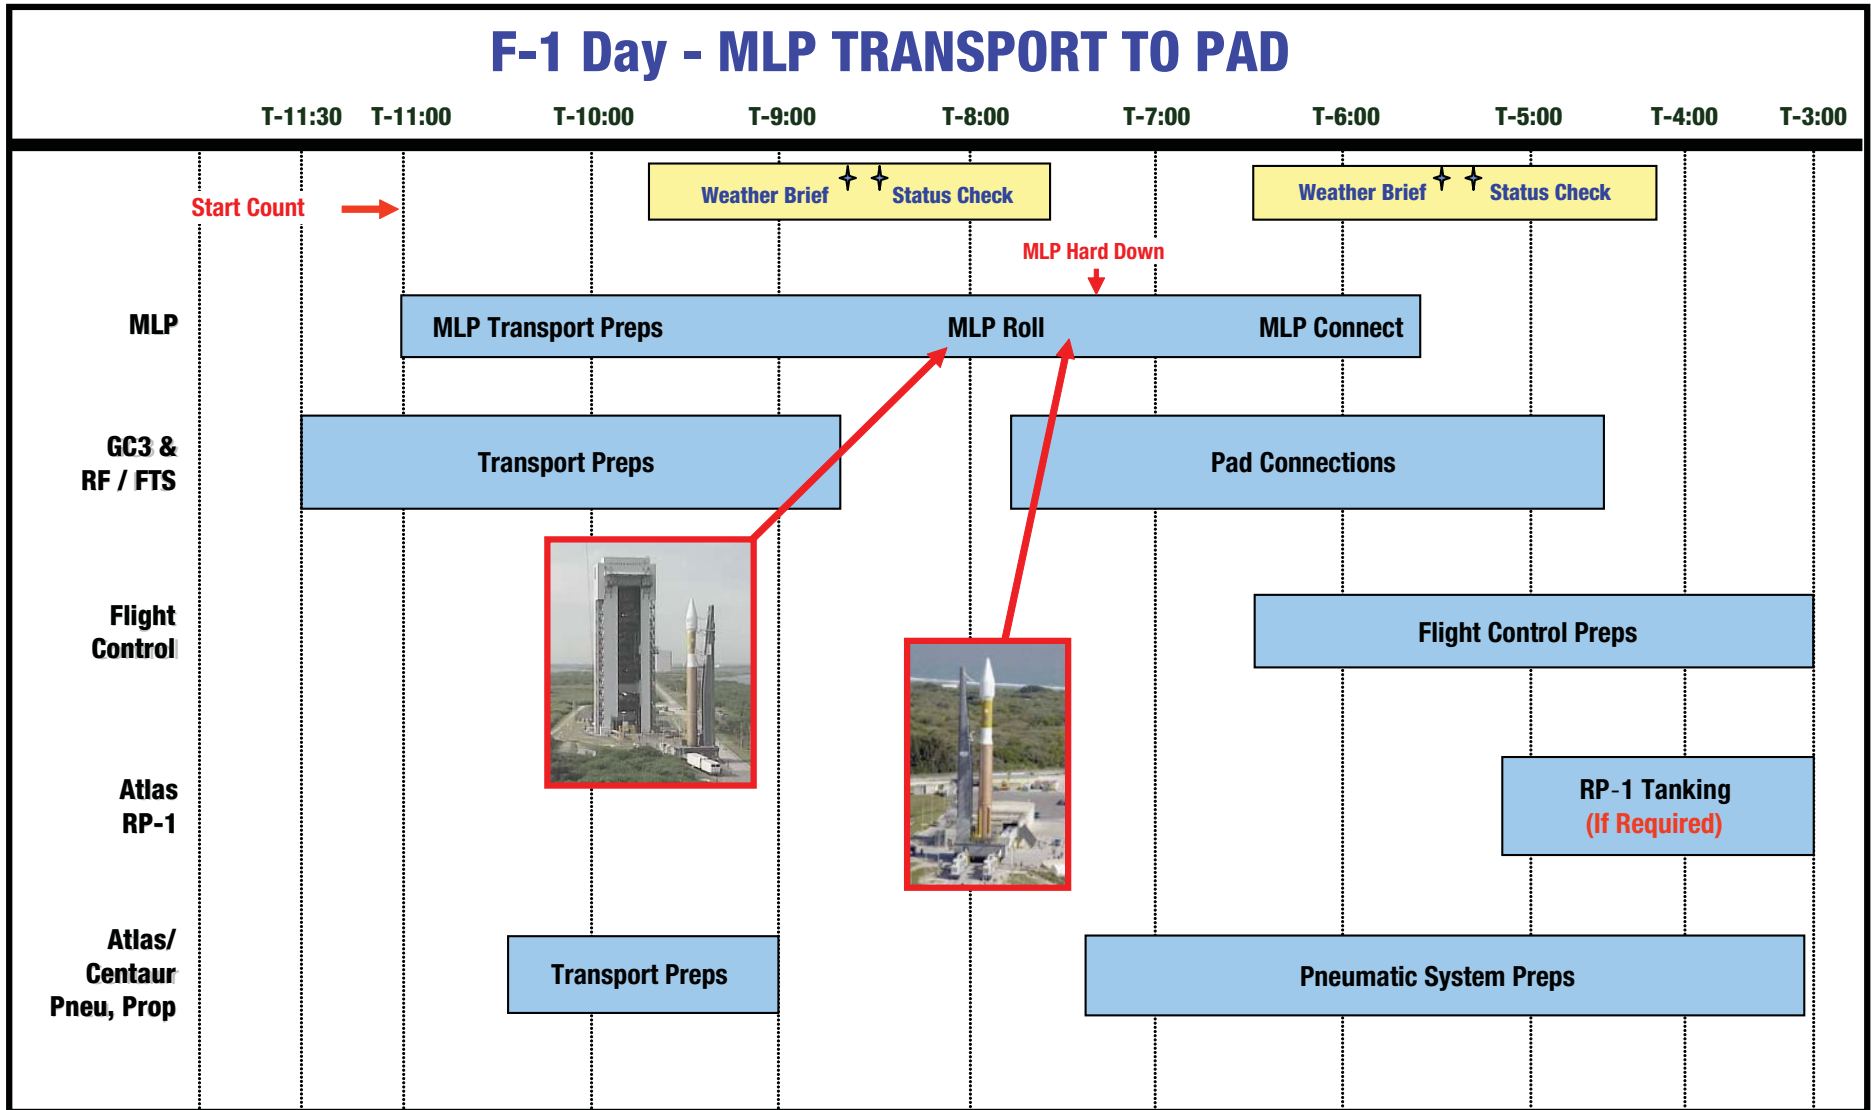 F-1 Day - MLP TRANSPORT TO PAD
T-11:30 T-11:00 T-10:00 T-9:00 T-8:00 T-7:00 T-6:00 T-5:00 T-4:00 T-3:00
Weather Brief Status Check
Weather Brief Status Check
Start Count
MLP Hard Down
MLP
MLP Transport Preps MLP Roll MLP Connect
GC3 &
RF / FTS
Transport Preps
Pad Connections
Flight
Control
Flight Control Preps
Atlas
RP-1
RP-1 Tanking
(If Required)
Atlas/
Centaur
Pneu, Prop
Transport Preps
Pneumatic System Preps